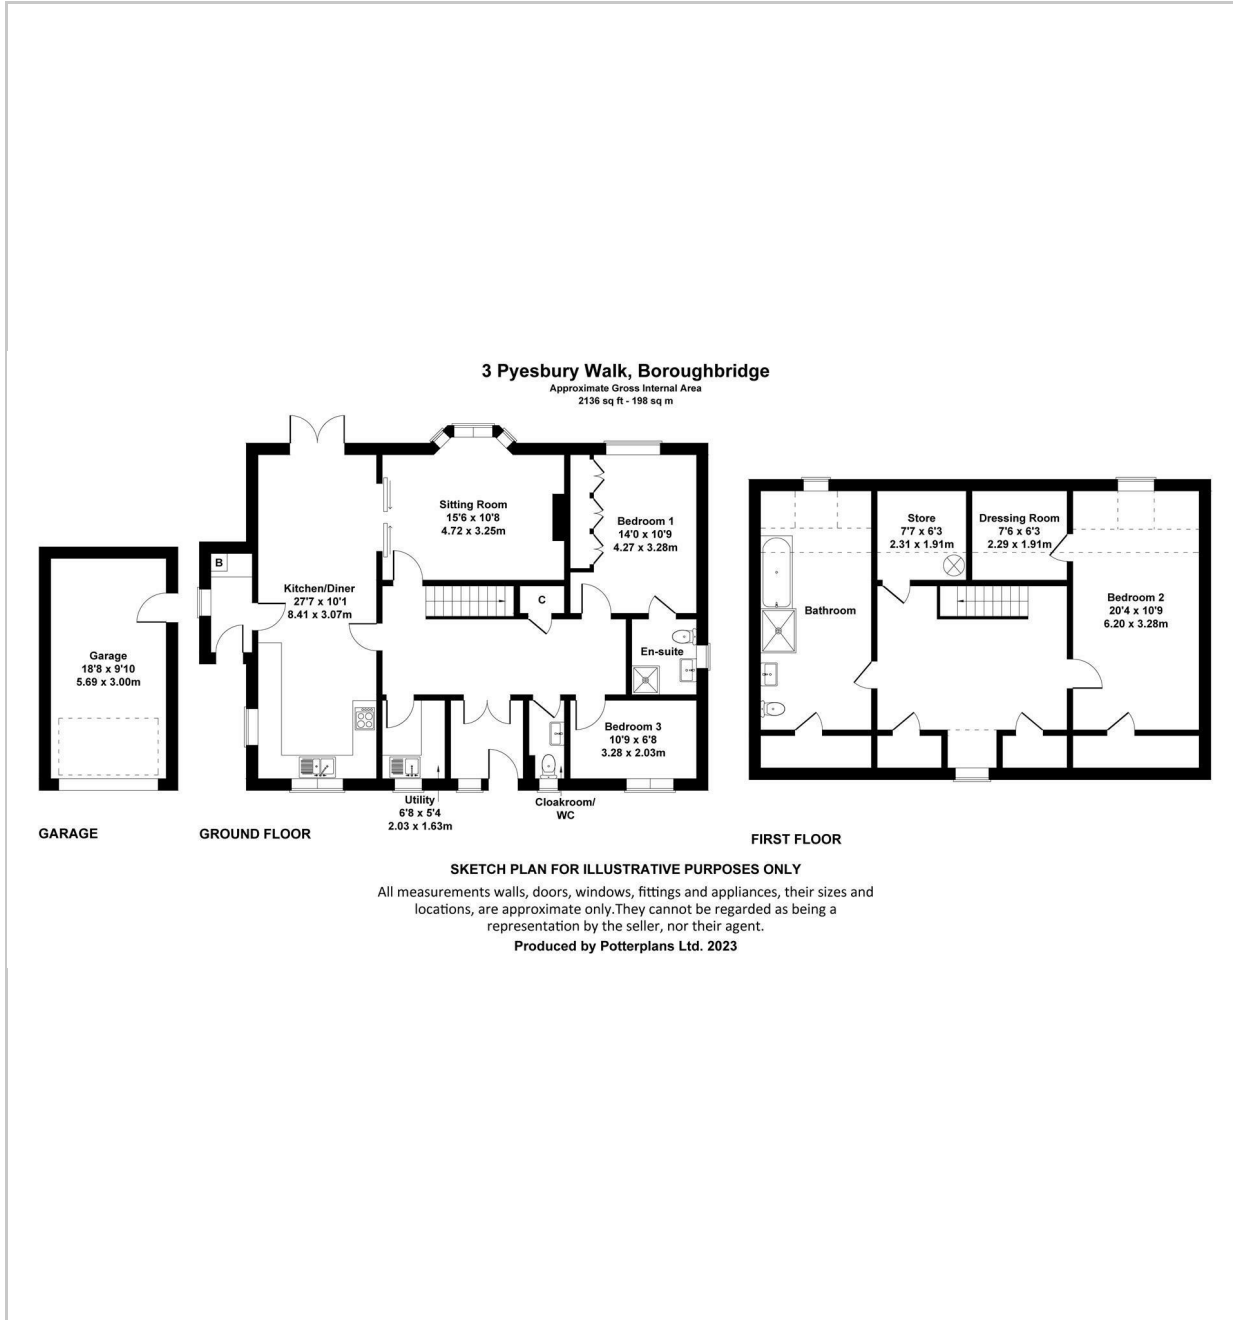 3 Pyesbury Walk, Boroughbridge
Approximate Gross Internal Area
2136 sq ft - 198 sq m
Garage
18'8 x 9'10
5.69 x 3.00m
GARAGE
B
Kitchen/Diner
27'7 x 10'1
8.41 x 3.07m
Sitting Room
15'6 x 10'8
4.72 x 3.25m
Bedroom 1
14'0 x 10'9
4.27 x 3.28m
C
En-suite
Bedroom 3
10'9 x 6'8
3.28 x 2.03m
Utility
6'8 x 5'4
2.03 x 1.63m
Cloakroom/
WC
GROUND FLOOR
Bathroom
Store
7'7 x 6'3
2.31 x 1.91m
Dressing Room
7'6 x 6'3
2.29 x 1.91m
Bedroom 2
20'4 x 10'9
6.20 x 3.28m
FIRST FLOOR
SKETCH PLAN FOR ILLUSTRATIVE PURPOSES ONLY
All measurements walls, doors, windows, fittings and appliances, their sizes and
locations, are approximate only.They cannot be regarded as being a
representation by the seller, nor their agent.
Produced by Potterplans Ltd. 2023